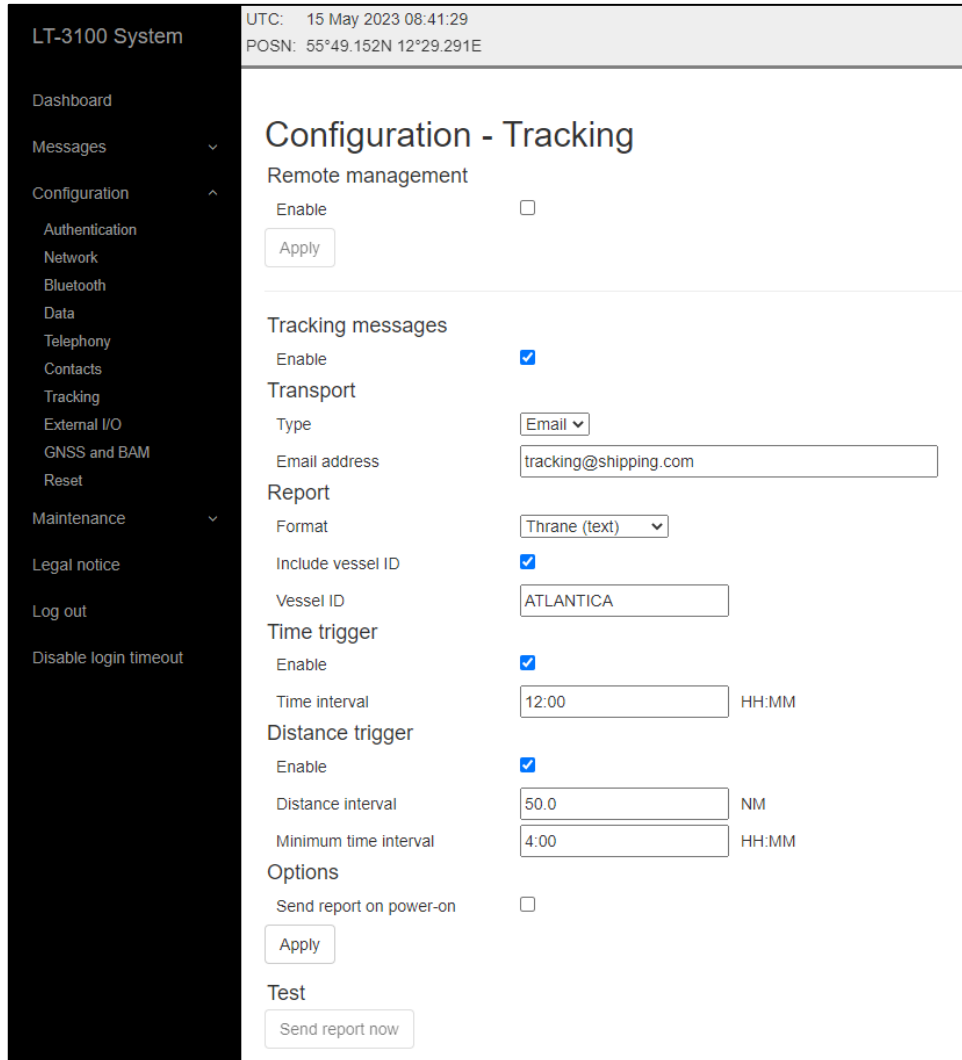 LT-3100 System
UTC: 15 May 2023 08:41:29
POSN: 55°49.152N 12°29.291E
Dashboard
Messages
Configuration
Authentication
Network
Bluetooth
Data
Telephony
Contacts
Tracking
External I/O
GNSS and BAM
Reset
Maintenance
Legal notice
Log out
Disable login timeout
Configuration - Tracking
Remote management
Enable
Apply
Tracking messages
Enable
Transport
Type Email
Email address tracking@shipping.com
Report
Format Thrane (text)
Include vessel ID
Vessel ID ATLANTICA
Time trigger
Enable
Time interval 12:00 HH:MM
Distance trigger
Enable
Distance interval 50.0 NM
Minimum time interval 4:00 HH:MM
Options
Send report on power-on
Apply
Test
Send report now